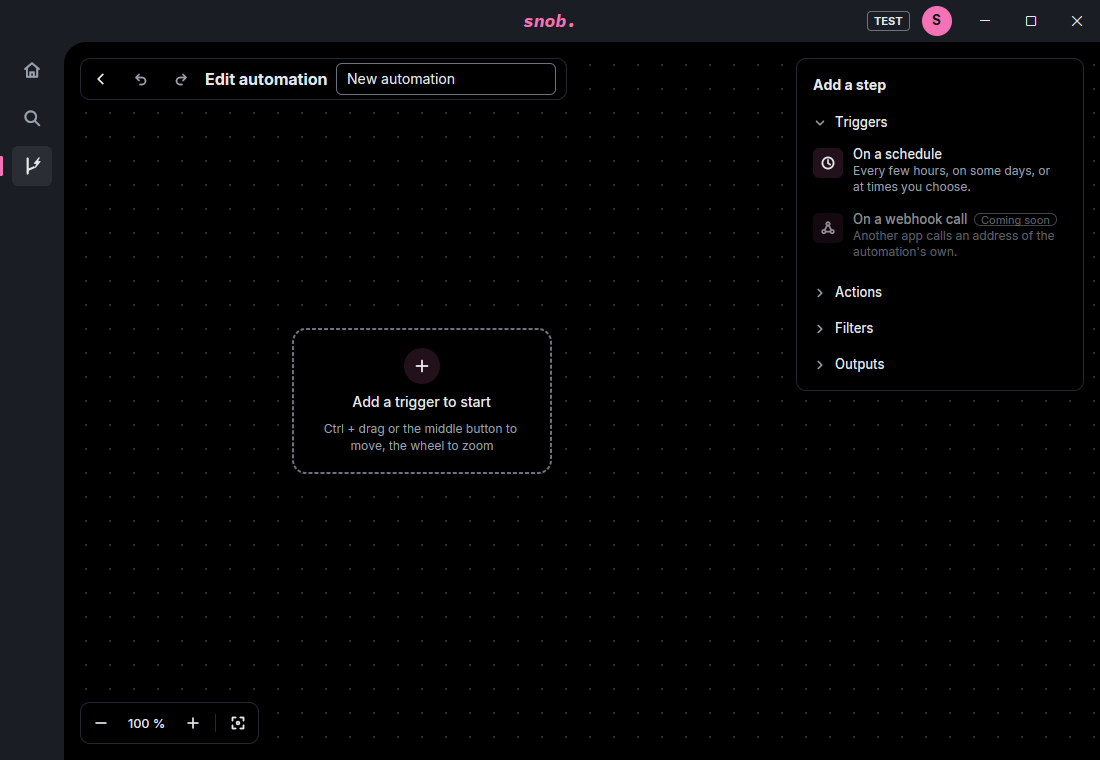 snob.
TEST
S
Edit automation
New automation
Add a step
Triggers
On a schedule
Every few hours, on some days, or
at times you choose.
On a webhook call
Coming soon
Another app calls an address of the
automation's own.
Actions
Filters
Outputs
Add a trigger to start
Ctrl + drag or the middle button to
move, the wheel to zoom
100 %